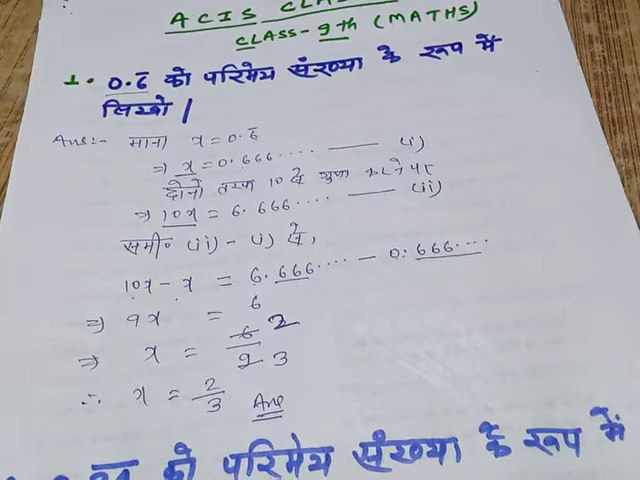 ACIS CLA
CLASS-9th (MATHS)
1. 0.6̅ को परिमेय संख्या के रूप में
लिखो |
Ans:- माना x = 0.6̅
⇒ x = 0.666.... —— (i)
दोनों तरफ 10 से गुणा करने पर
⇒ 10x = 6.666.... —— (ii)
समी० (ii) - (i) से,
10x - x = 6.666.... - 0.666....
⇒ 9x = 6
⇒ x = 6/9 2/3
∴ x = 2/3 Ans
को परिमेय संख्या के रूप में